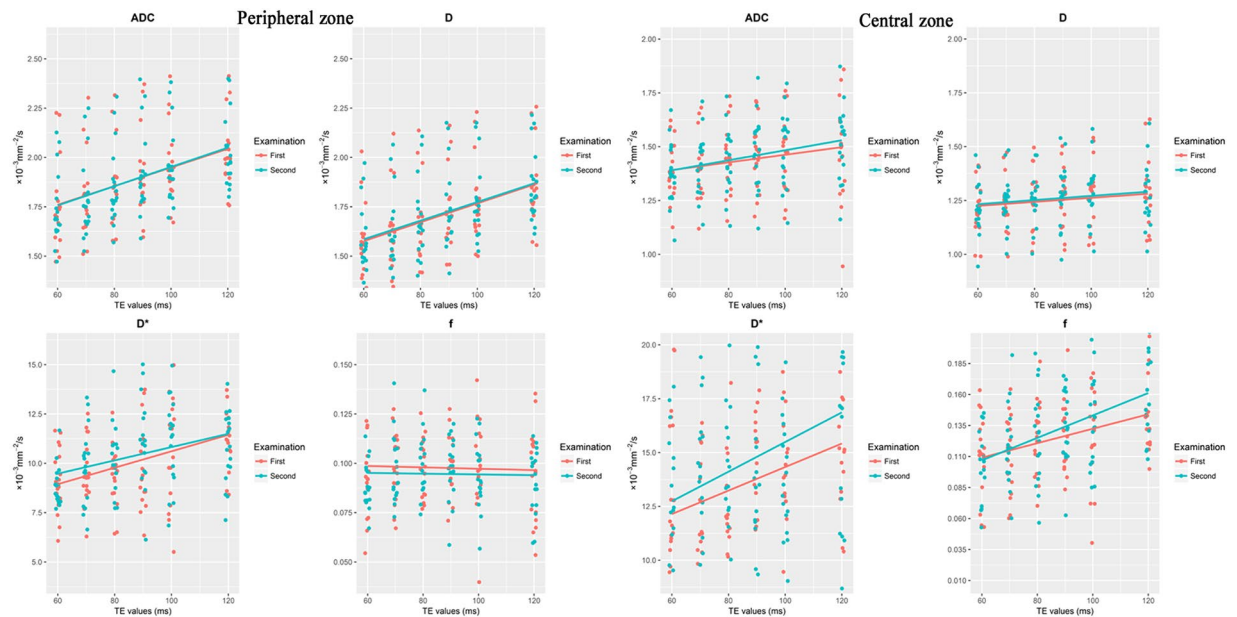 Peripheral zone
Central zone
ADC
2.50
2.25
2.00
1.75
1.50
×10⁻³mm⁻²/s
60 80 100 120
TE values (ms)
Examination
First
Second
D
2.50
2.25
2.00
1.75
1.50
×10⁻³mm⁻²/s
60 80 100 120
TE values (ms)
Examination
First
Second
ADC
2.00
1.75
1.50
1.25
1.00
×10⁻³mm⁻²/s
60 80 100 120
TE values (ms)
Examination
First
Second
D
2.00
1.75
1.50
1.25
1.00
×10⁻³mm⁻²/s
60 80 100 120
TE values (ms)
Examination
First
Second
D*
15.0
12.5
10.0
7.5
5.0
×10⁻³mm⁻²/s
60 80 100 120
TE values (ms)
Examination
First
Second
f
0.125
0.100
0.075
0.050
60 80 100 120
TE values (ms)
Examination
First
Second
D*
20.0
17.5
15.0
12.5
10.0
×10⁻³mm⁻²/s
60 80 100 120
TE values (ms)
Examination
First
Second
f
0.185
0.160
0.135
0.110
0.085
0.060
0.035
0.010
60 80 100 120
TE values (ms)
Examination
First
Second